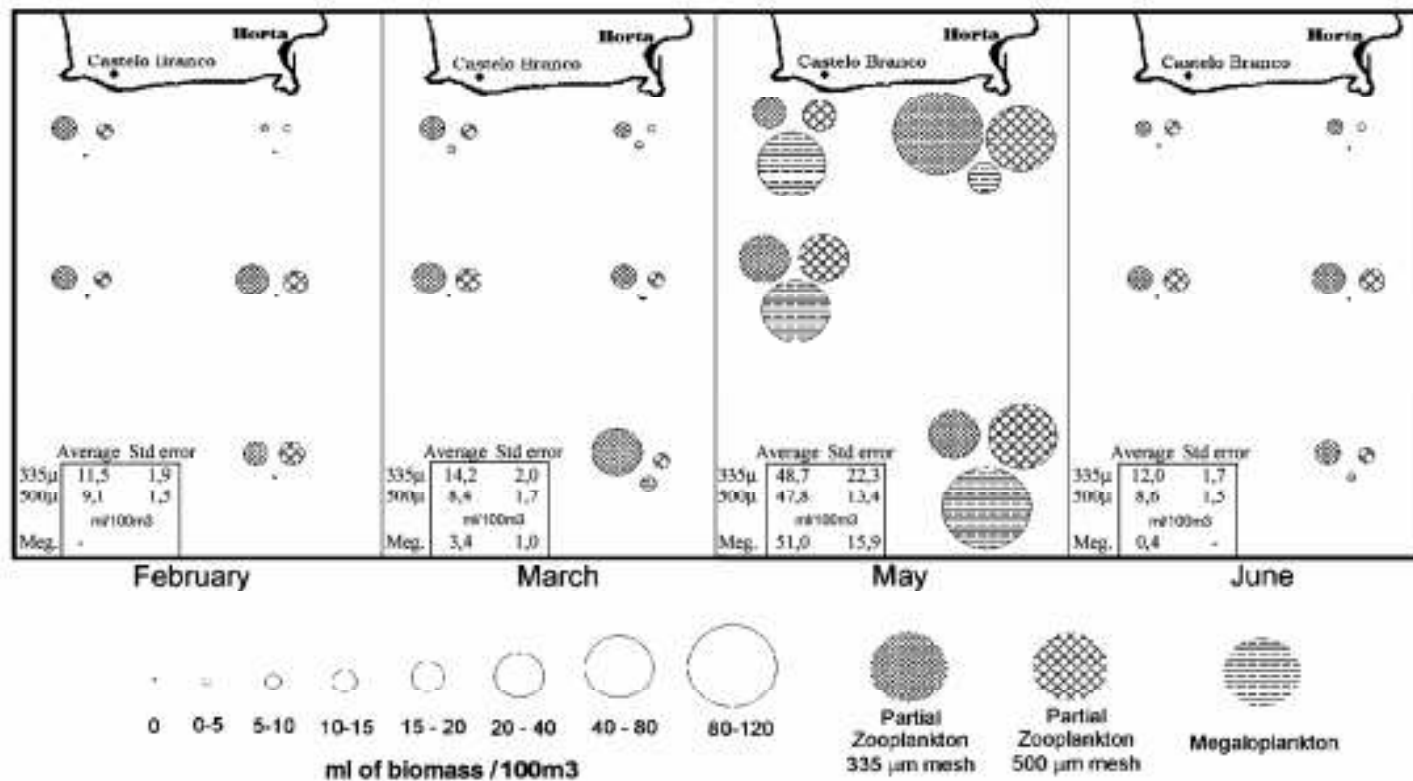 Horta
Castelo Branco
Horta
Castelo Branco
Horta
Castelo Branco
Horta
Castelo Branco
Average Std error
335µ 11,5 1,9
500µ 9,1 1,5
ml/100m3
Meg. -
Average Std error
335µ 14,2 2,0
500µ 8,4 1,7
ml/100m3
Meg. 3,4 1,0
Average Std error
335µ 48,7 22,3
500µ 47,8 13,4
ml/100m3
Meg. 51,0 15,9
Average Std error
335µ 12,0 1,7
500µ 8,6 1,5
ml/100m3
Meg. 0,4 -
February March May June
0 0-5 5-10 10-15 15 - 20 20 - 40 40 - 80 80-120
ml of biomass / 100m3
Partial
Zooplankton
335 µm mesh
Partial
Zooplankton
500 µm mesh
Megaloplankton